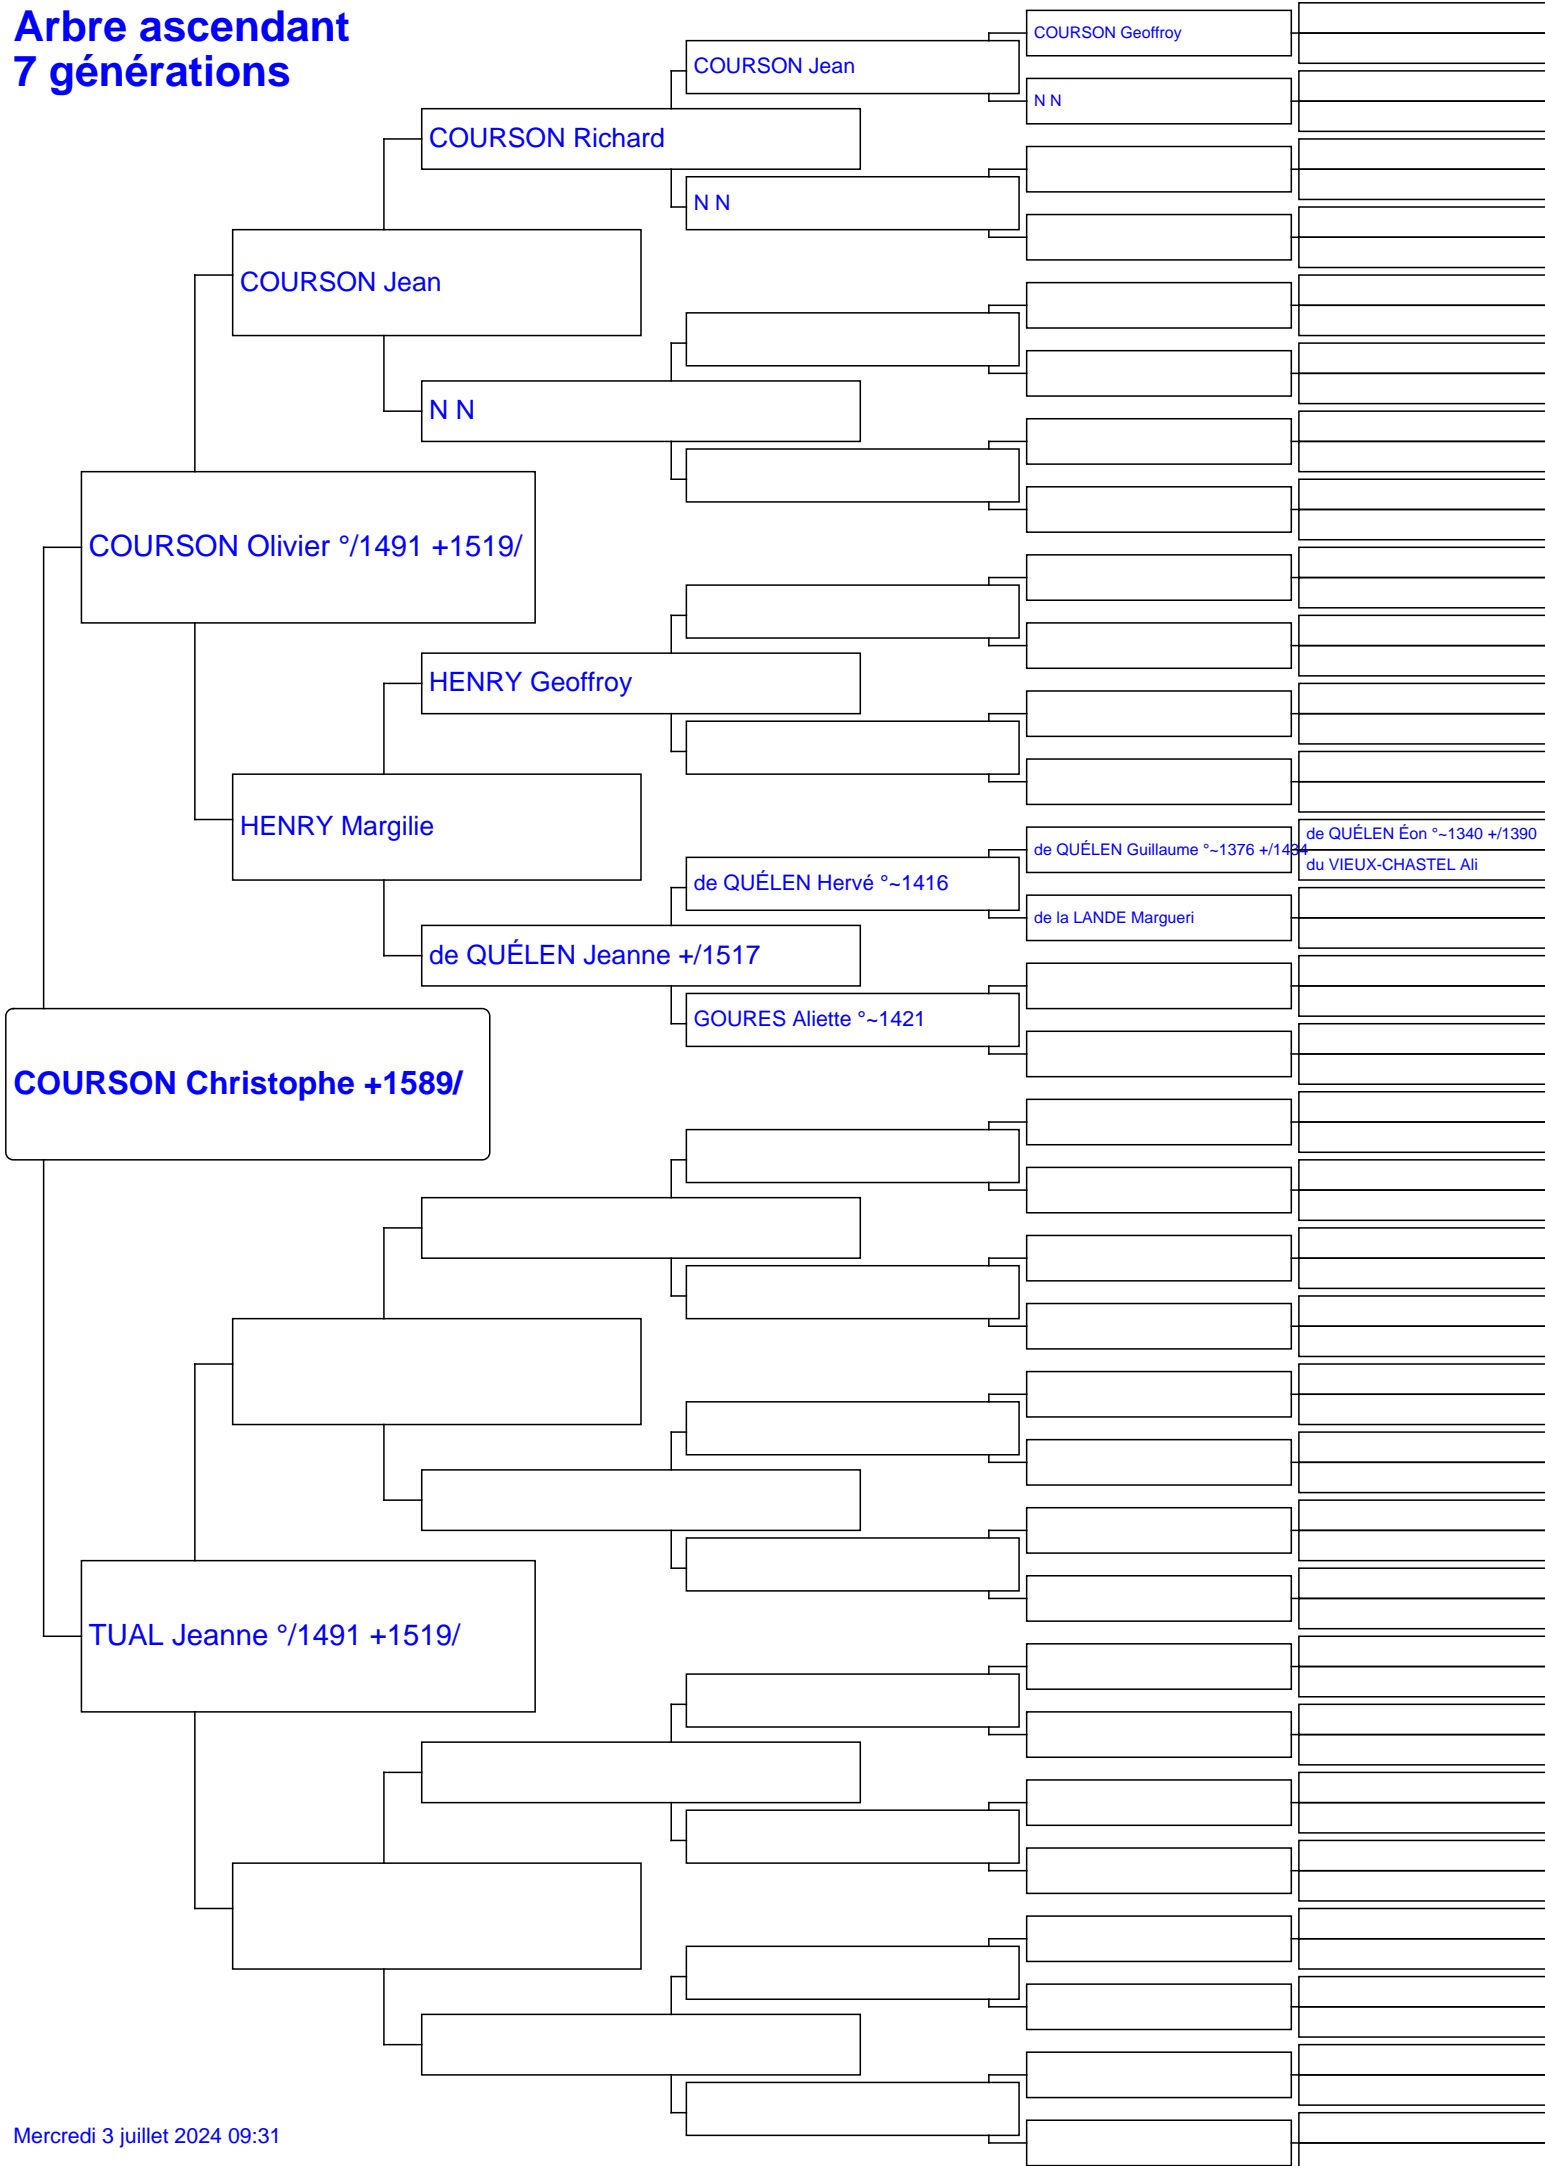 Arbre ascendant
7 générations
COURSON Geoffroy
COURSON Jean
N N
COURSON Richard
N N
COURSON Jean
N N
COURSON Olivier °/1491 +1519/
HENRY Geoffroy
HENRY Margilie
de QUÉLEN Éon °~1340 +/1390
de QUÉLEN Guillaume °~1376 +/1434
du VIEUX-CHASTEL Ali
de QUÉLEN Hervé °~1416
de la LANDE Margueri
de QUÉLEN Jeanne +/1517
GOURES Aliette °~1421
COURSON Christophe +1589/
TUAL Jeanne °/1491 +1519/
Mercredi 3 juillet 2024 09:31